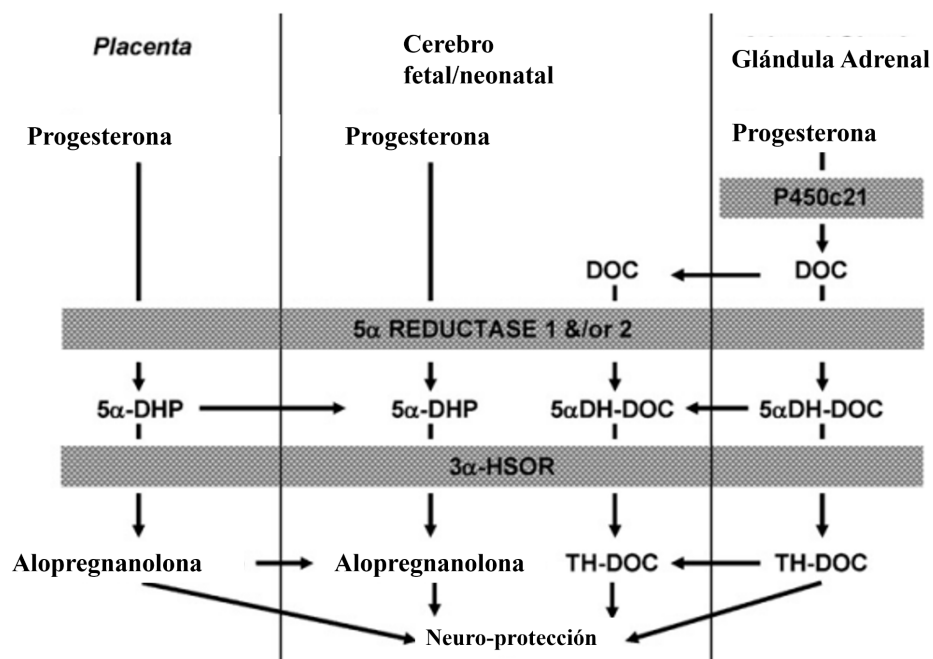 Placenta
Cerebro
fetal/neonatal
Glándula Adrenal
Progesterona
Progesterona
Progesterona
P450c21
DOC
DOC
5α REDUCTASE 1 &/or 2
5α-DHP
5α-DHP
5αDH-DOC
5αDH-DOC
3α-HSOR
Alopregnanolona
Alopregnanolona
TH-DOC
TH-DOC
Neuro-protección